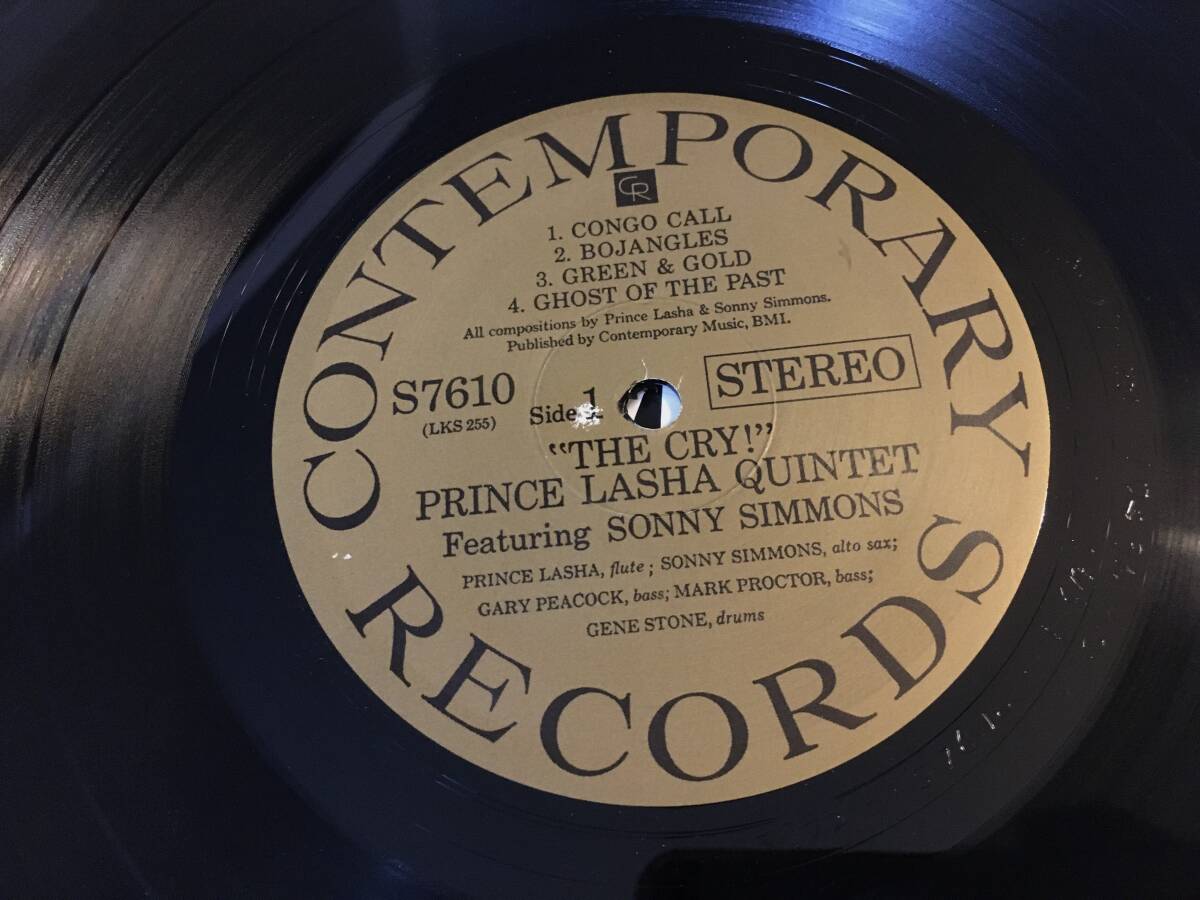 CONTEMPORARY
CR
1. CONGO CALL
2. BOJANGLES
3. GREEN & GOLD
4. GHOST OF THE PAST
All compositions by Prince Lasha & Sonny Simmons.
Published by Contemporary Music, BMI.
S7610
(LKS 255)
Side 1
STEREO
"THE CRY!"
PRINCE LASHA QUINTET
Featuring SONNY SIMMONS
PRINCE LASHA, flute; SONNY SIMMONS, alto sax;
GARY PEACOCK, bass; MARK PROCTOR, bass;
GENE STONE, drums
RECORDS